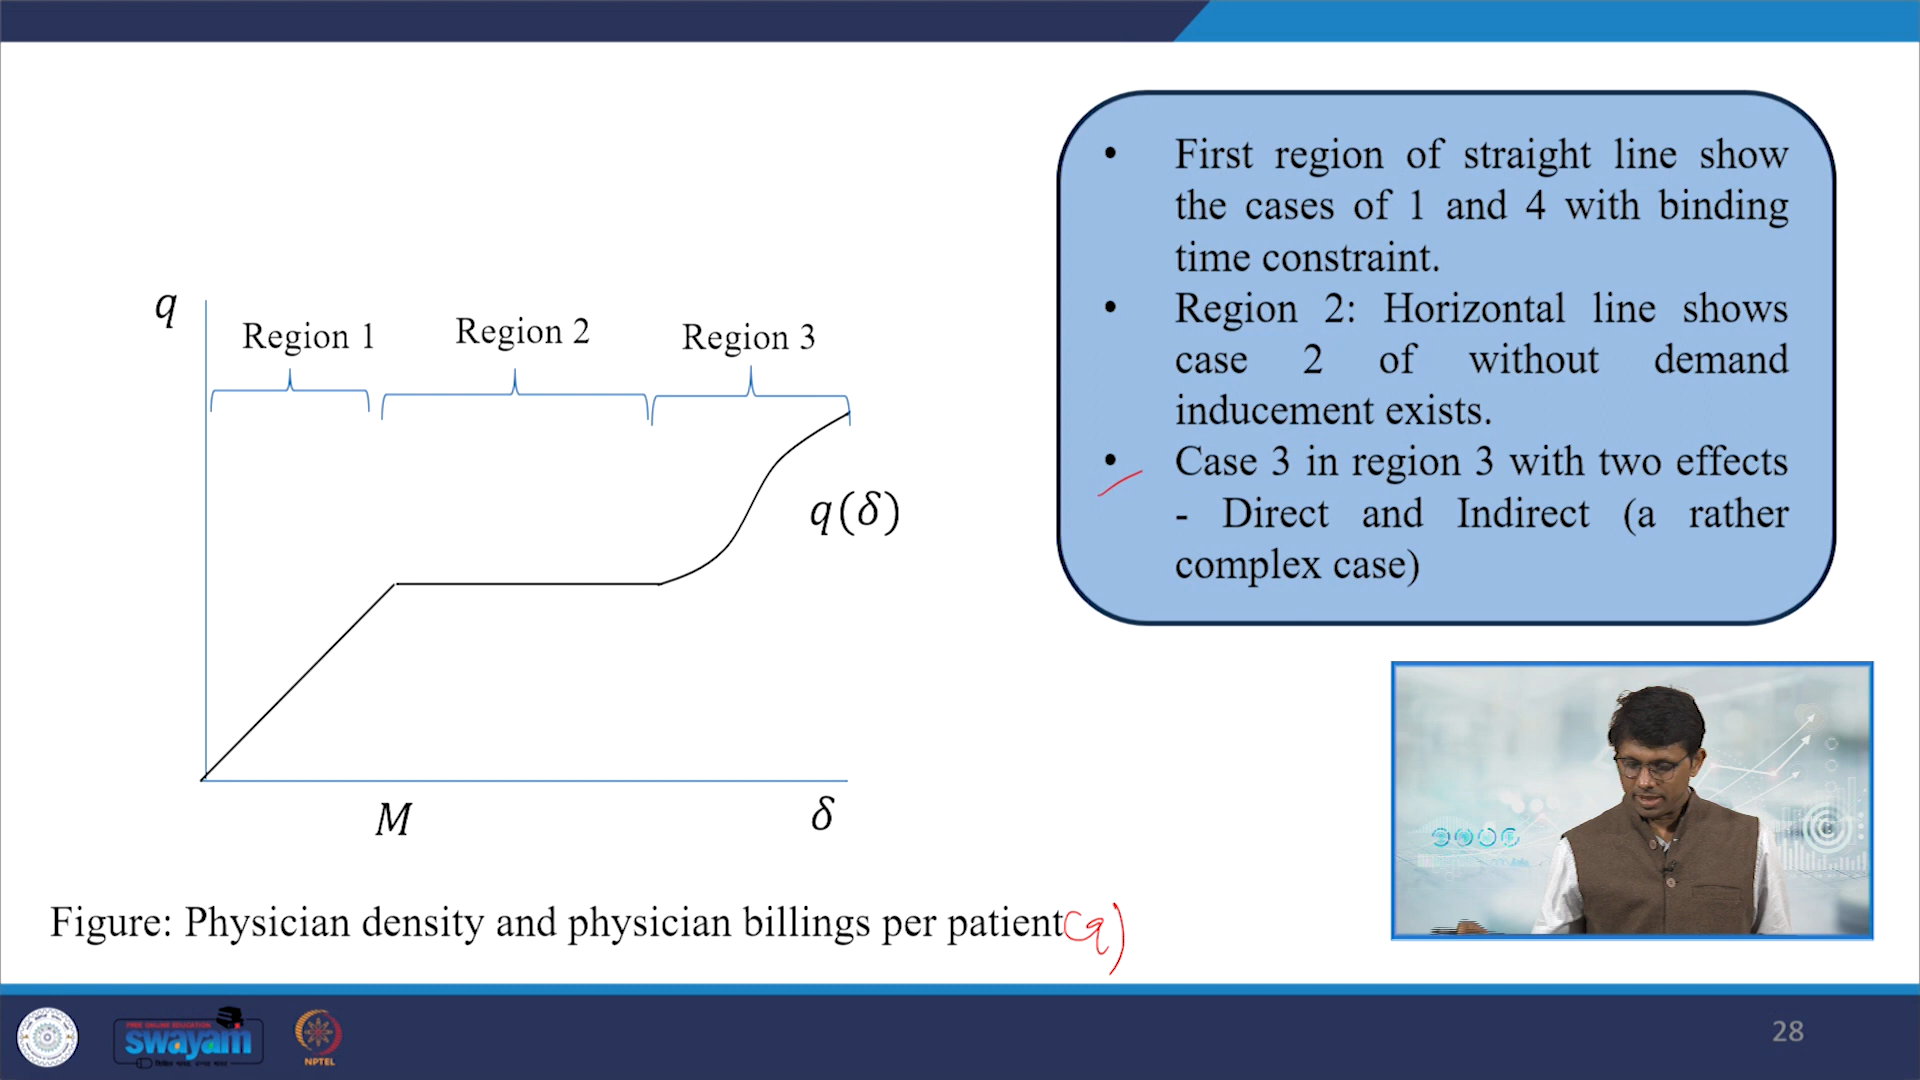 q
Region 1
Region 2
Region 3
q(δ)
M
δ
Figure: Physician density and physician billings per patient(q)
• First region of straight line show
the cases of 1 and 4 with binding
time constraint.
• Region 2: Horizontal line shows
case 2 of without demand
inducement exists.
• Case 3 in region 3 with two effects
- Direct and Indirect (a rather
complex case)
FREE ONLINE EDUCATION
swayam
NPTEL
28